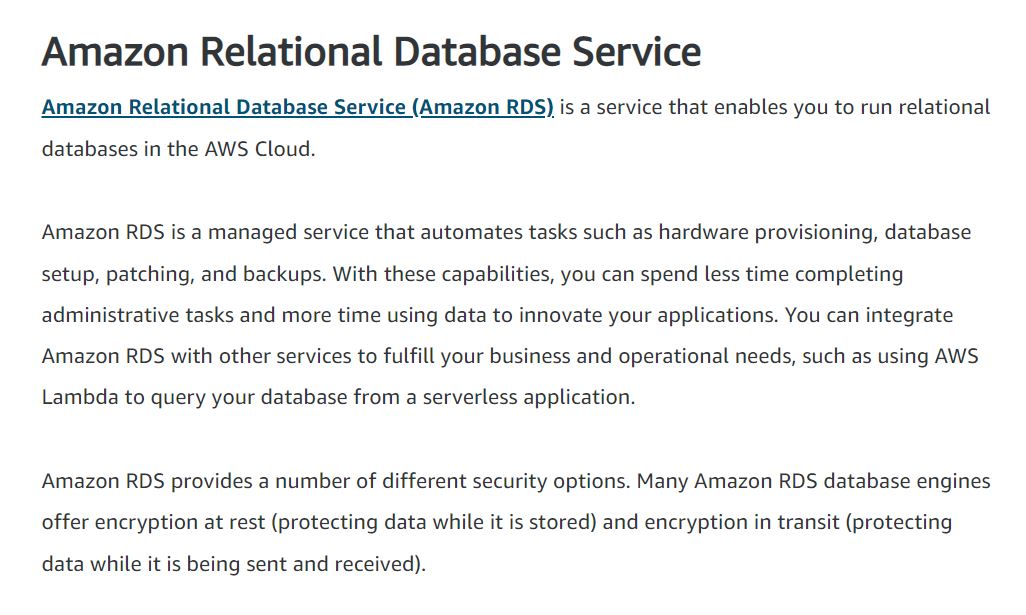 Amazon Relational Database Service
Amazon Relational Database Service (Amazon RDS) is a service that enables you to run relational
databases in the AWS Cloud.
Amazon RDS is a managed service that automates tasks such as hardware provisioning, database
setup, patching, and backups. With these capabilities, you can spend less time completing
administrative tasks and more time using data to innovate your applications. You can integrate
Amazon RDS with other services to fulfill your business and operational needs, such as using AWS
Lambda to query your database from a serverless application.
Amazon RDS provides a number of different security options. Many Amazon RDS database engines
offer encryption at rest (protecting data while it is stored) and encryption in transit (protecting
data while it is being sent and received).